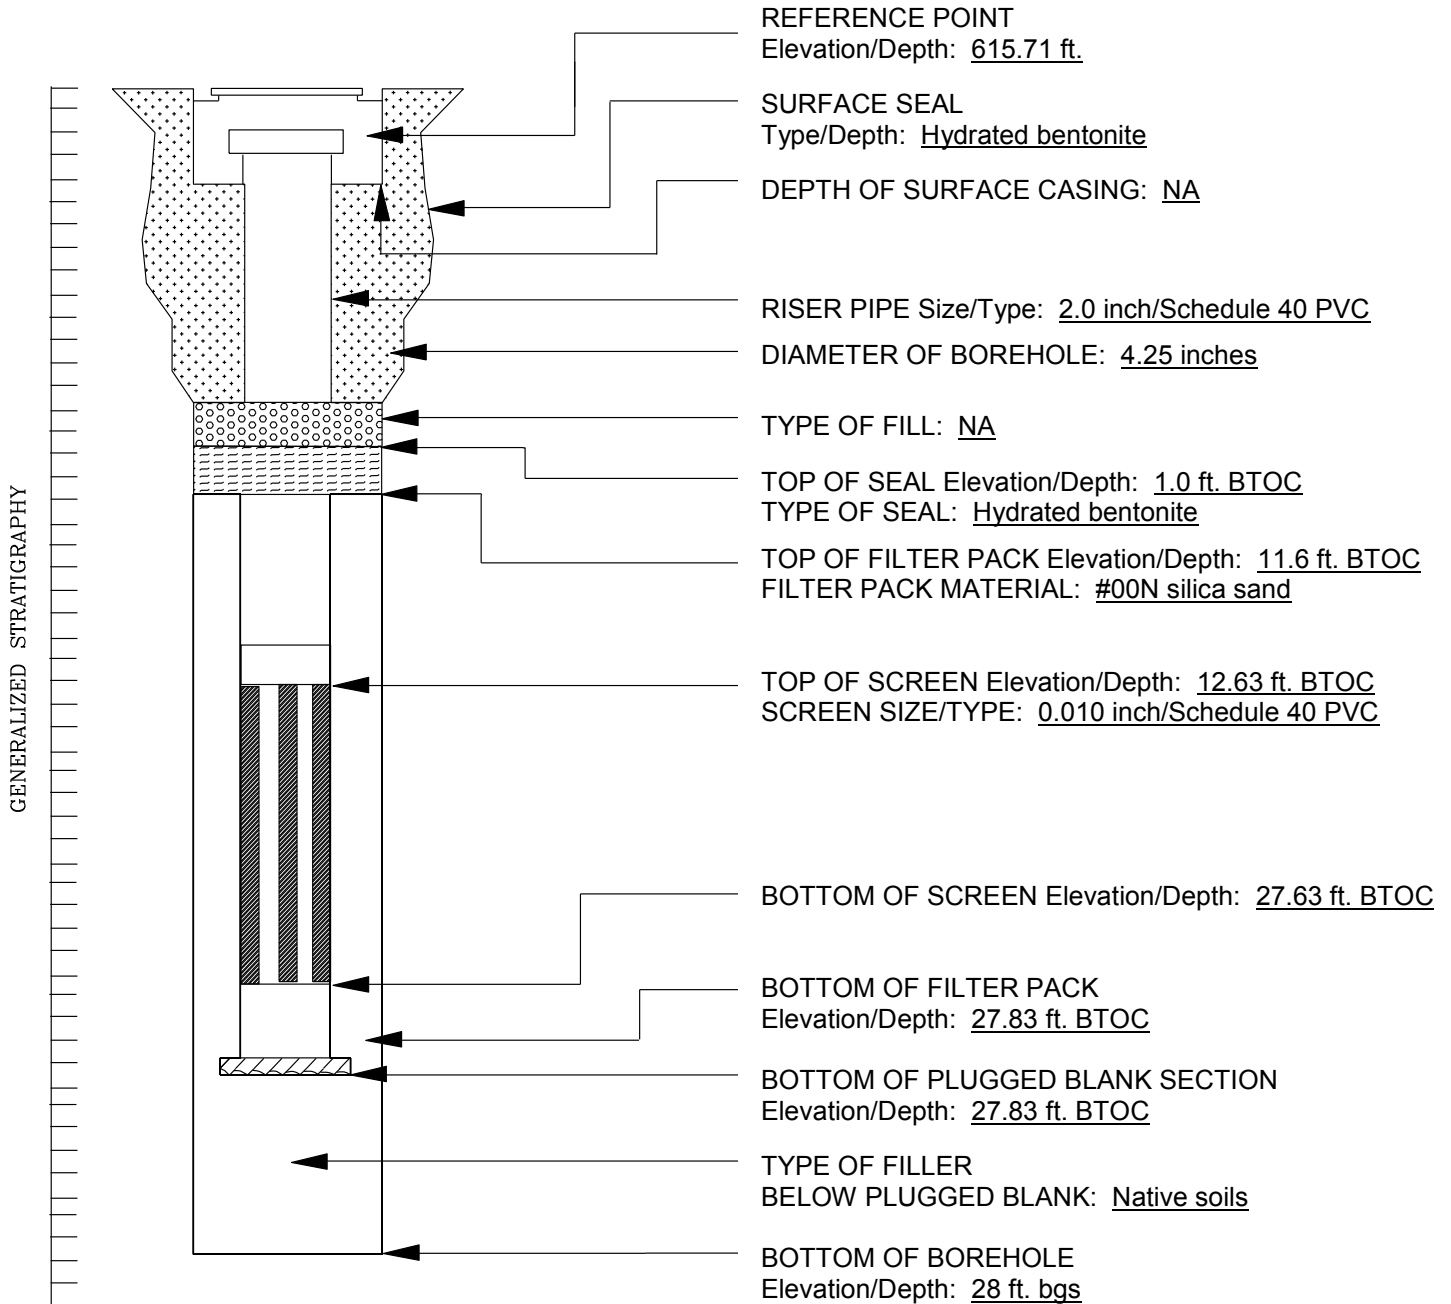 REFERENCE POINT
Elevation/Depth: 615.71 ft.
SURFACE SEAL
Type/Depth: Hydrated bentonite
DEPTH OF SURFACE CASING: NA
RISER PIPE Size/Type: 2.0 inch/Schedule 40 PVC
DIAMETER OF BOREHOLE: 4.25 inches
TYPE OF FILL: NA
TOP OF SEAL Elevation/Depth: 1.0 ft. BTOC
TYPE OF SEAL: Hydrated bentonite
TOP OF FILTER PACK Elevation/Depth: 11.6 ft. BTOC
FILTER PACK MATERIAL: #00N silica sand
TOP OF SCREEN Elevation/Depth: 12.63 ft. BTOC
SCREEN SIZE/TYPE: 0.010 inch/Schedule 40 PVC
BOTTOM OF SCREEN Elevation/Depth: 27.63 ft. BTOC
BOTTOM OF FILTER PACK
Elevation/Depth: 27.83 ft. BTOC
BOTTOM OF PLUGGED BLANK SECTION
Elevation/Depth: 27.83 ft. BTOC
TYPE OF FILLER
BELOW PLUGGED BLANK: Native soils
BOTTOM OF BOREHOLE
Elevation/Depth: 28 ft. bgs
GENERALIZED STRATIGRAPHY